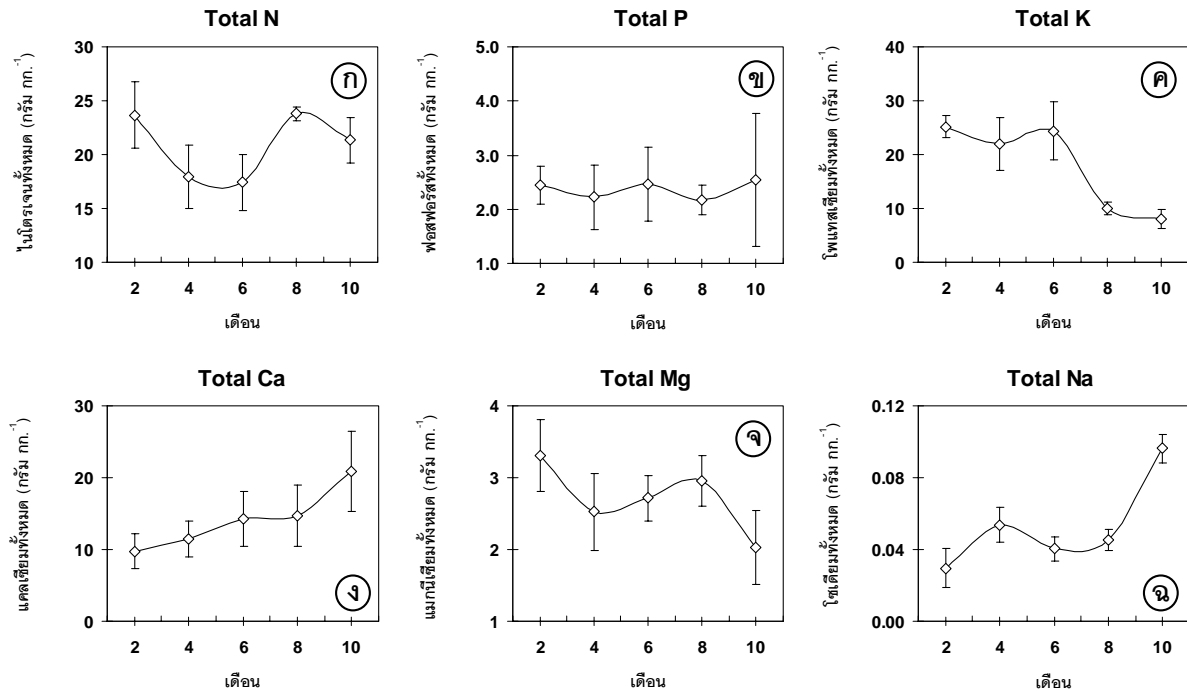 Total N
ไนโตรเจนทั้งหมด (กรัม กก.-1)
30
25
20
15
10
2 4 6 8 10
เดือน
ก
Total P
ฟอสฟอรัสทั้งหมด (กรัม กก.-1)
5.0
4.0
3.0
2.0
1.0
2 4 6 8 10
เดือน
ข
Total K
โพแทสเซียมทั้งหมด (กรัม กก.-1)
40
30
20
10
0
2 4 6 8 10
เดือน
ค
Total Ca
แคลเซียมทั้งหมด (กรัม กก.-1)
30
20
10
0
2 4 6 8 10
เดือน
ง
Total Mg
แมกนีเซียมทั้งหมด (กรัม กก.-1)
4
3
2
1
2 4 6 8 10
เดือน
จ
Total Na
โซเดียมทั้งหมด (กรัม กก.-1)
0.12
0.08
0.04
0.00
2 4 6 8 10
เดือน
ฉ